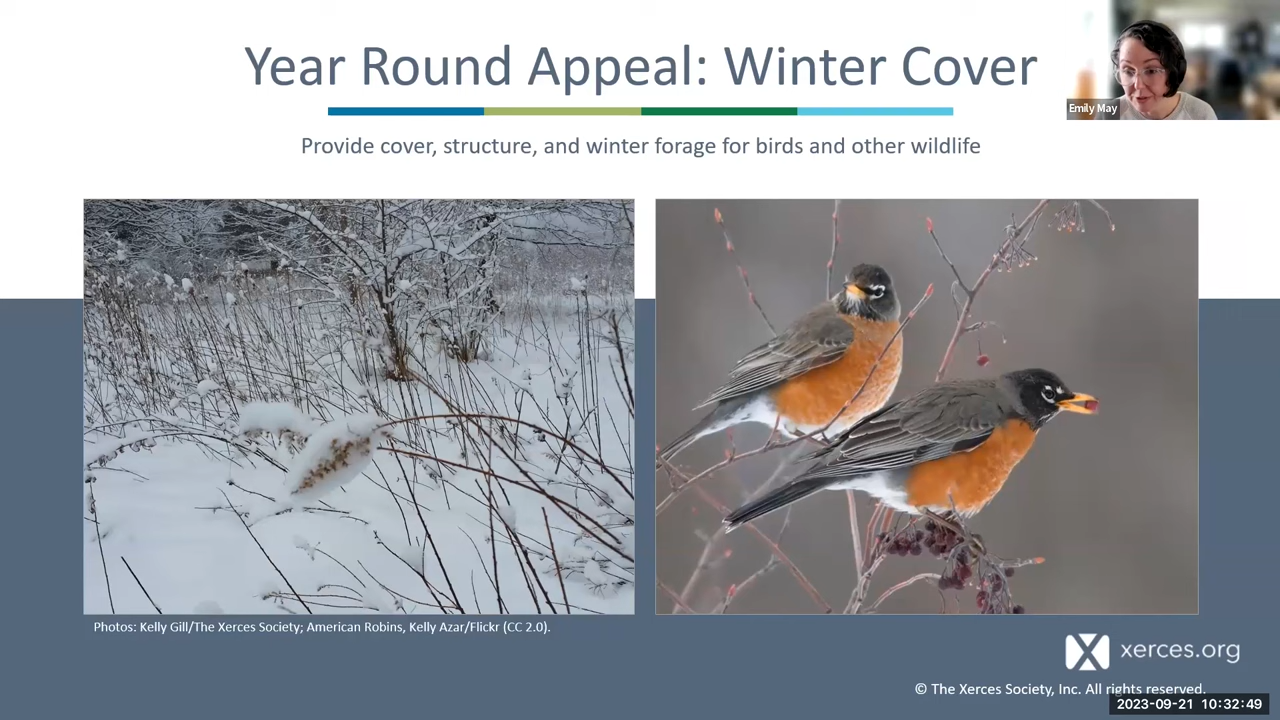 Year Round Appeal: Winter Cover
Emily May
Provide cover, structure, and winter forage for birds and other wildlife
Photos: Kelly Gill/The Xerces Society; American Robins, Kelly Azar/Flickr (CC 2.0).
xerces.org
© The Xerces Society, Inc. All rights reserved.
2023-09-21 10:32:49